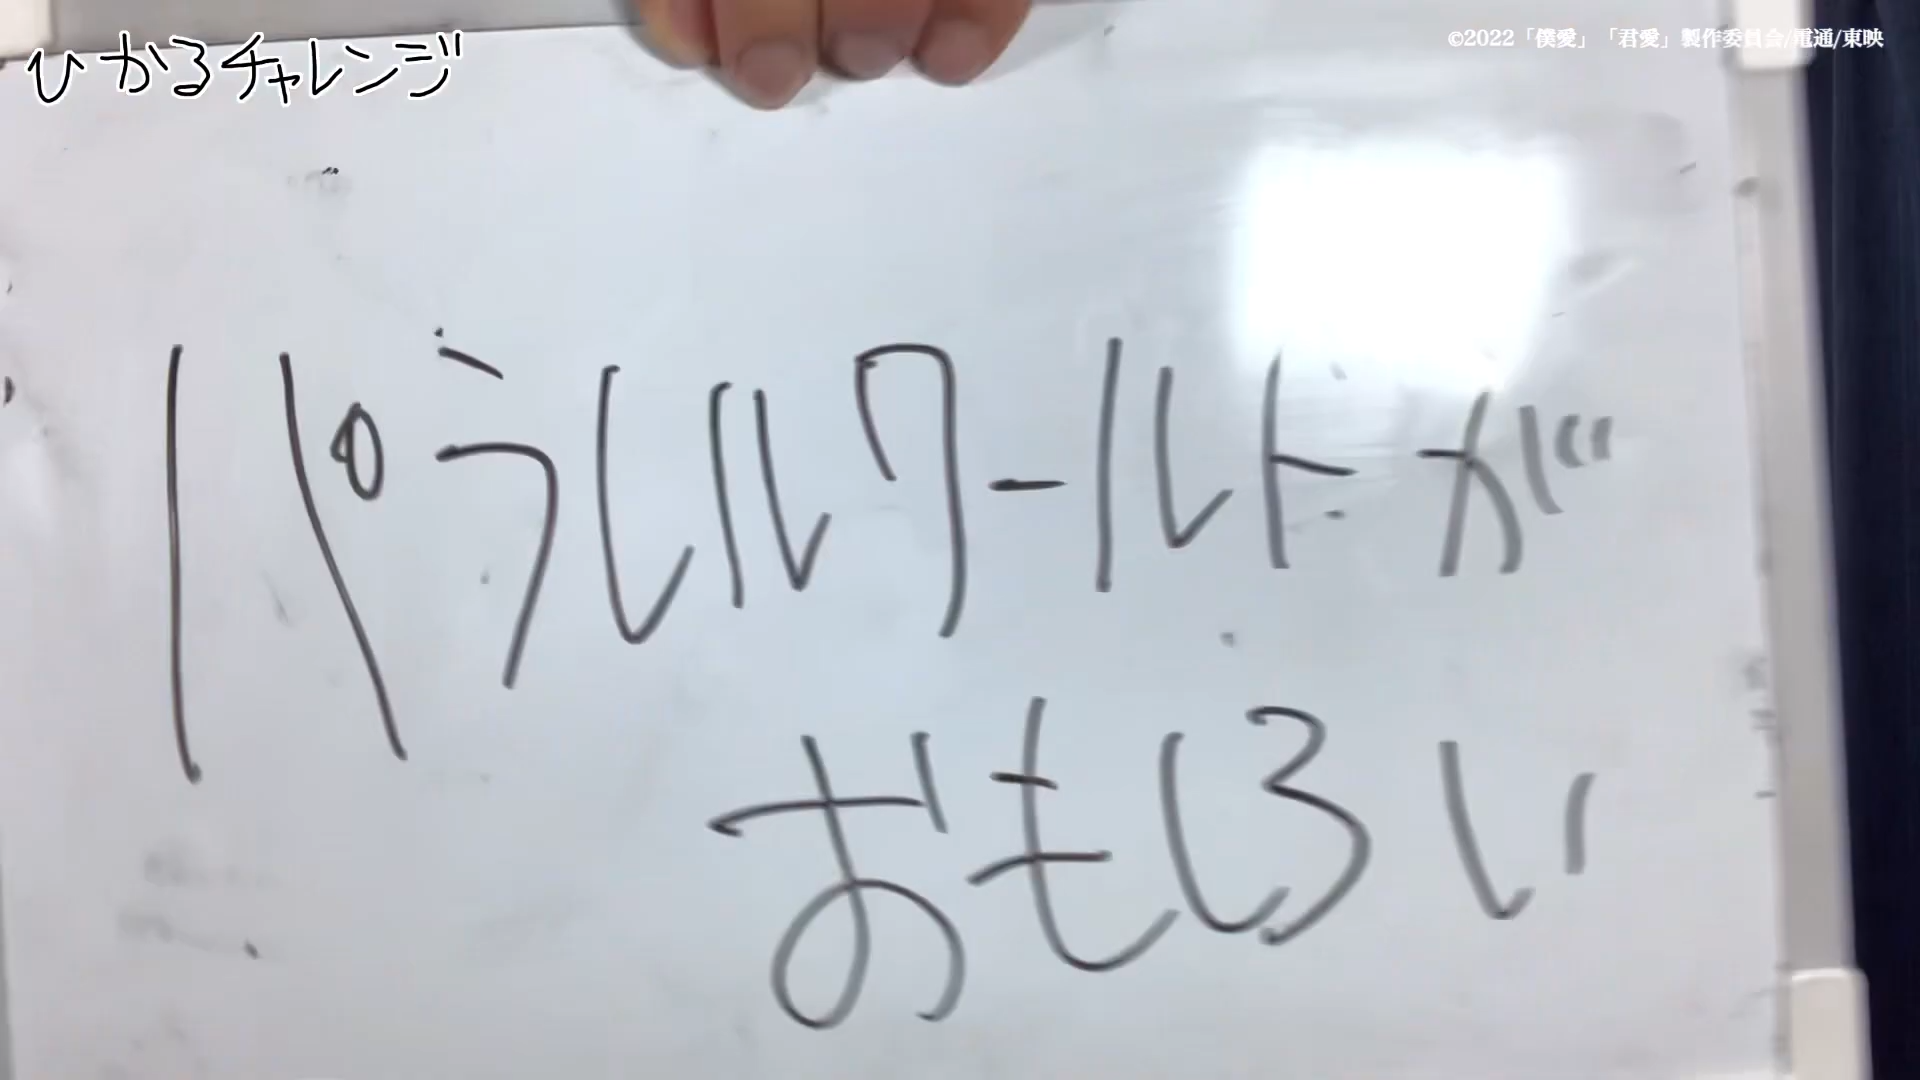 ひかるチャレンジ
©2022「僕愛」「君愛」製作委員会/電通/東映
パラレルワールトが
おもしろい